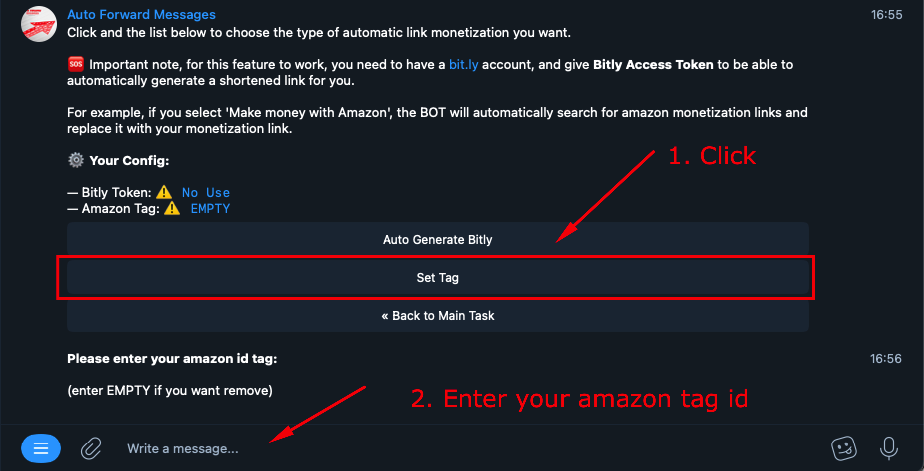 Auto Forward Messages
16:55
Click and the list below to choose the type of automatic link monetization you want.
🆘 Important note, for this feature to work, you need to have a bit.ly account, and give Bitly Access Token to be able to
automatically generate a shortened link for you.
For example, if you select 'Make money with Amazon', the BOT will automatically search for amazon monetization links and
replace it with your monetization link.
⚙️ Your Config:
1. Click
— Bitly Token: ⚠️ No Use
— Amazon Tag: ⚠️ EMPTY
Auto Generate Bitly
Set Tag
« Back to Main Task
Please enter your amazon id tag:
16:56
(enter EMPTY if you want remove)
2. Enter your amazon tag id
Write a message...